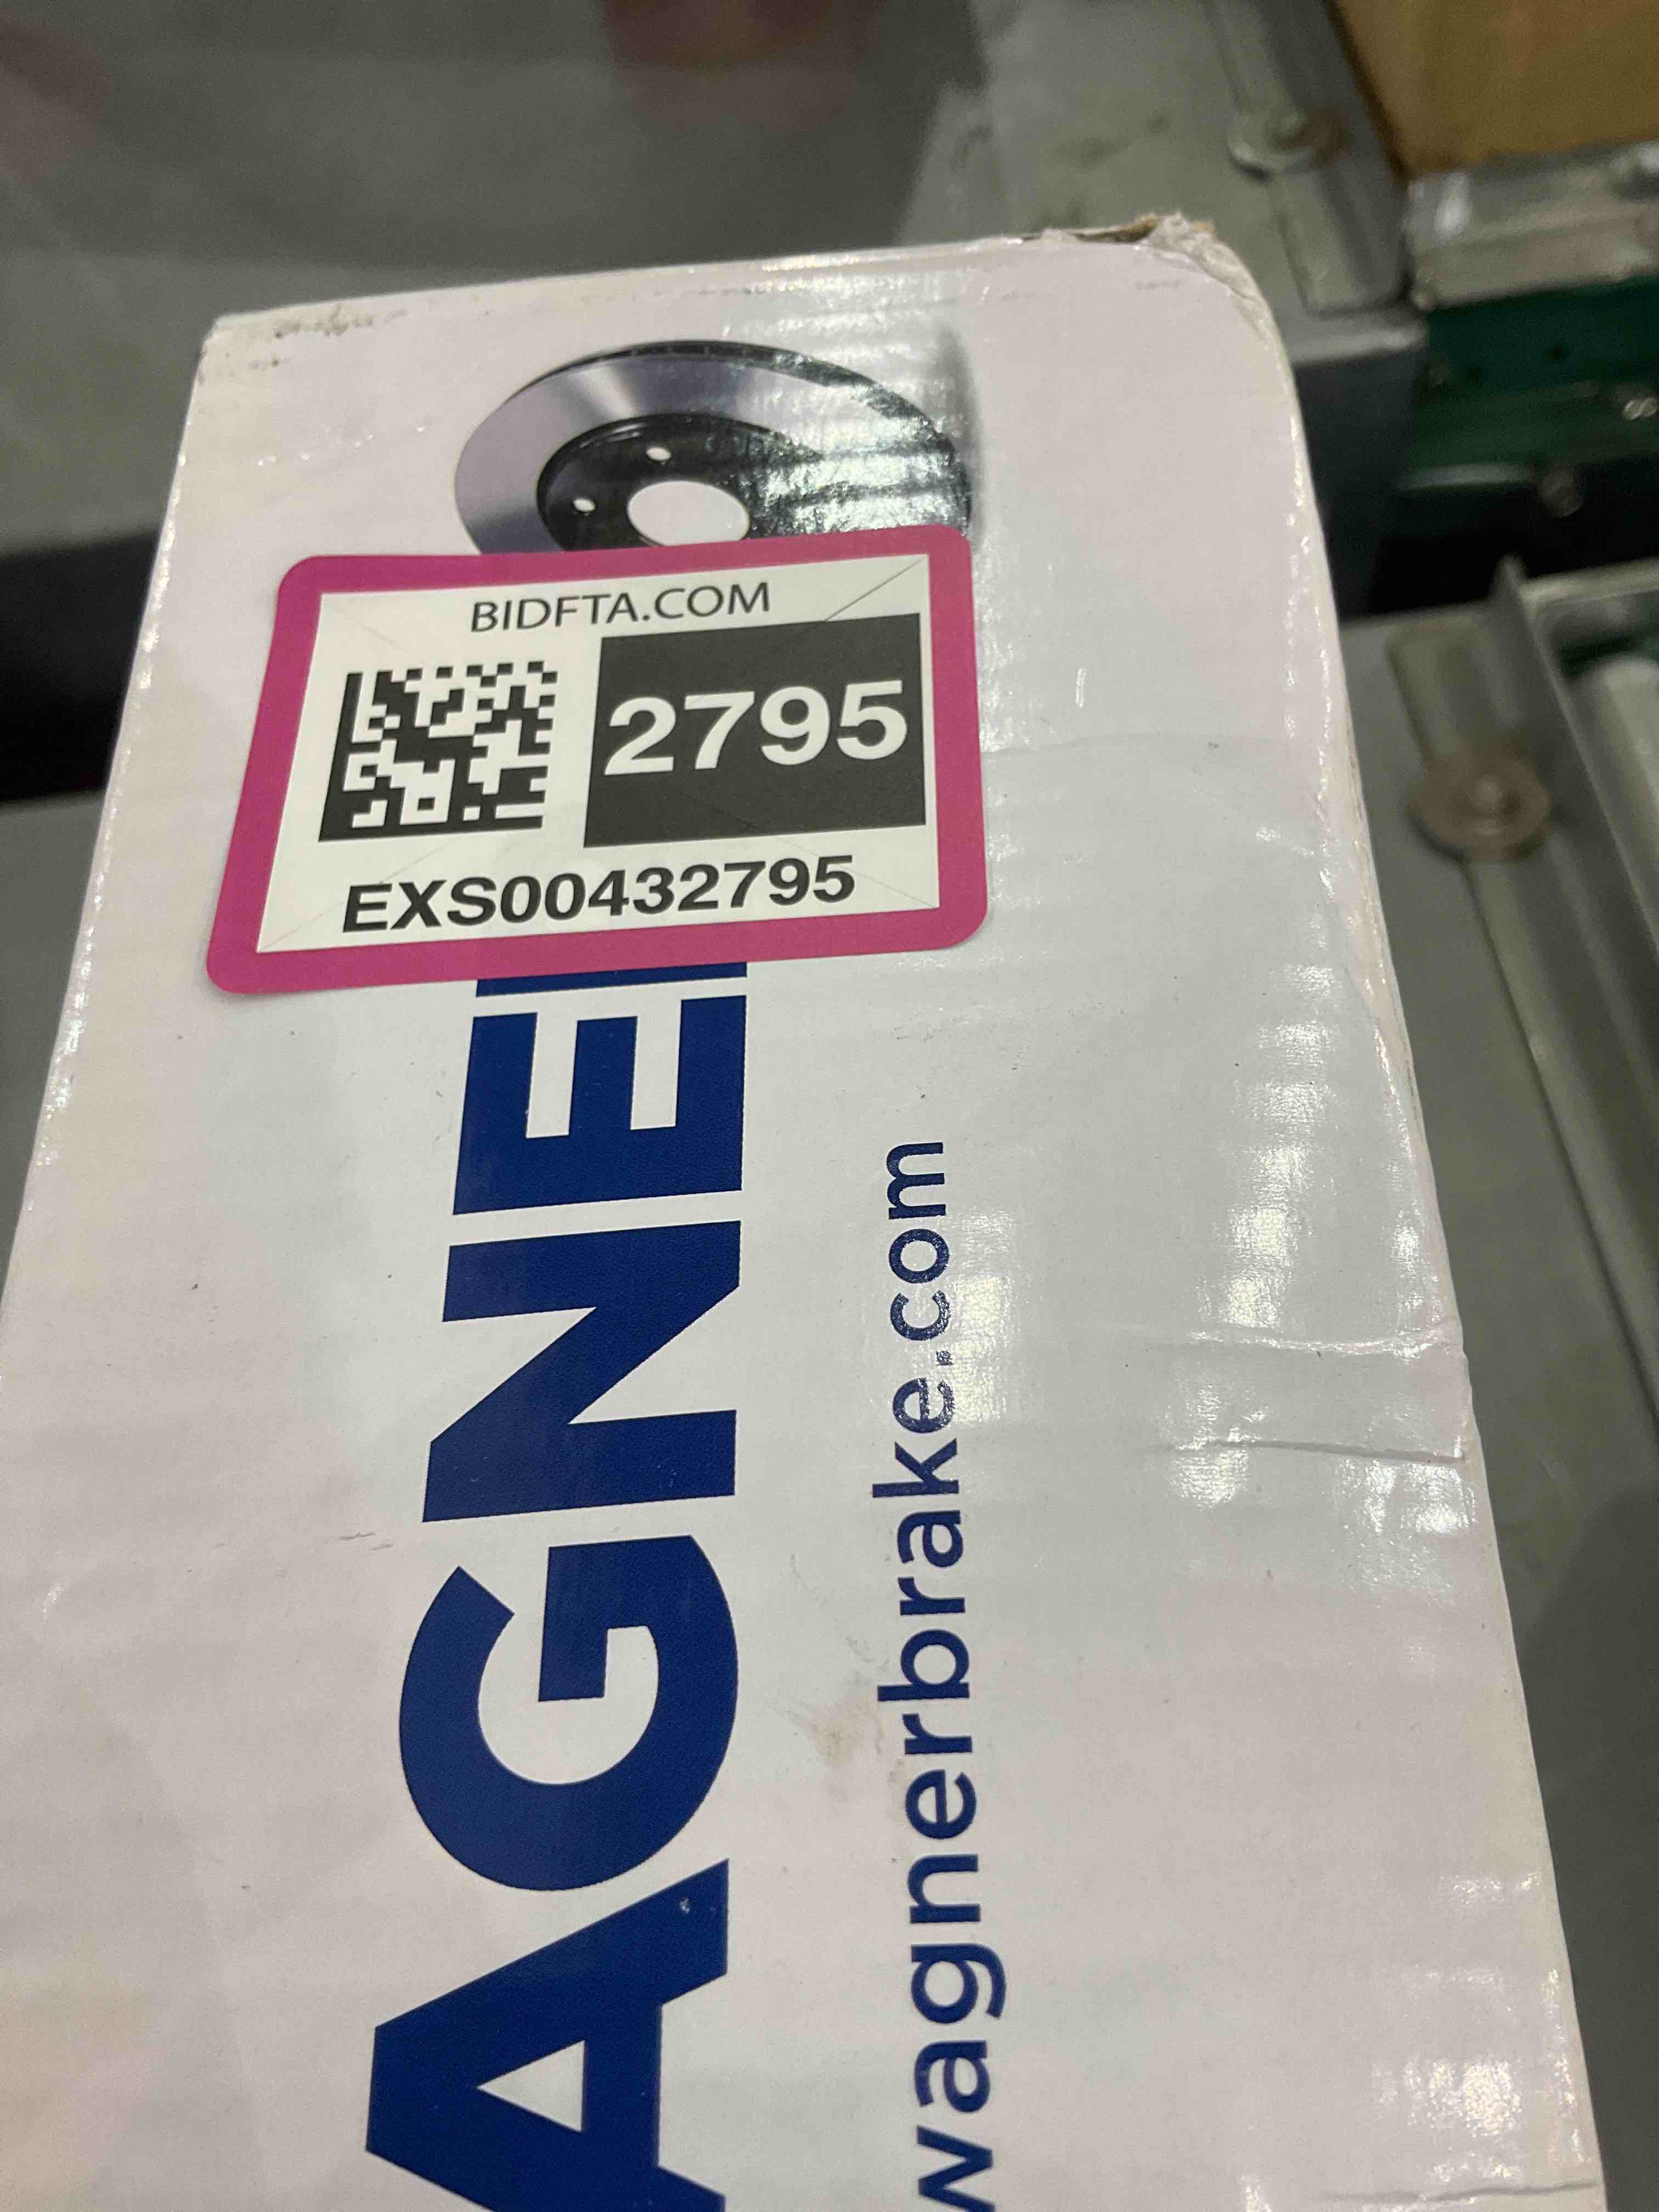 BIDFTA.COM
2795
EXS00432795
AGNE
wagnerbrake.com